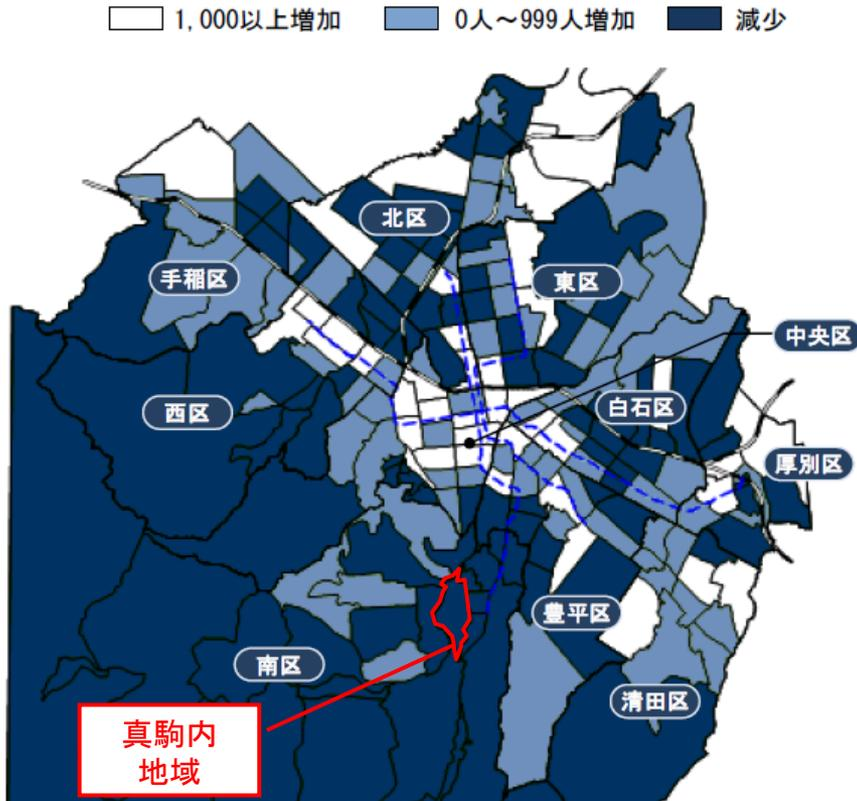 1,000以上増加 0人～999人増加 減少
北区
手稲区
東区
中央区
西区
白石区
厚別区
豊平区
南区
清田区
真駒内
地域